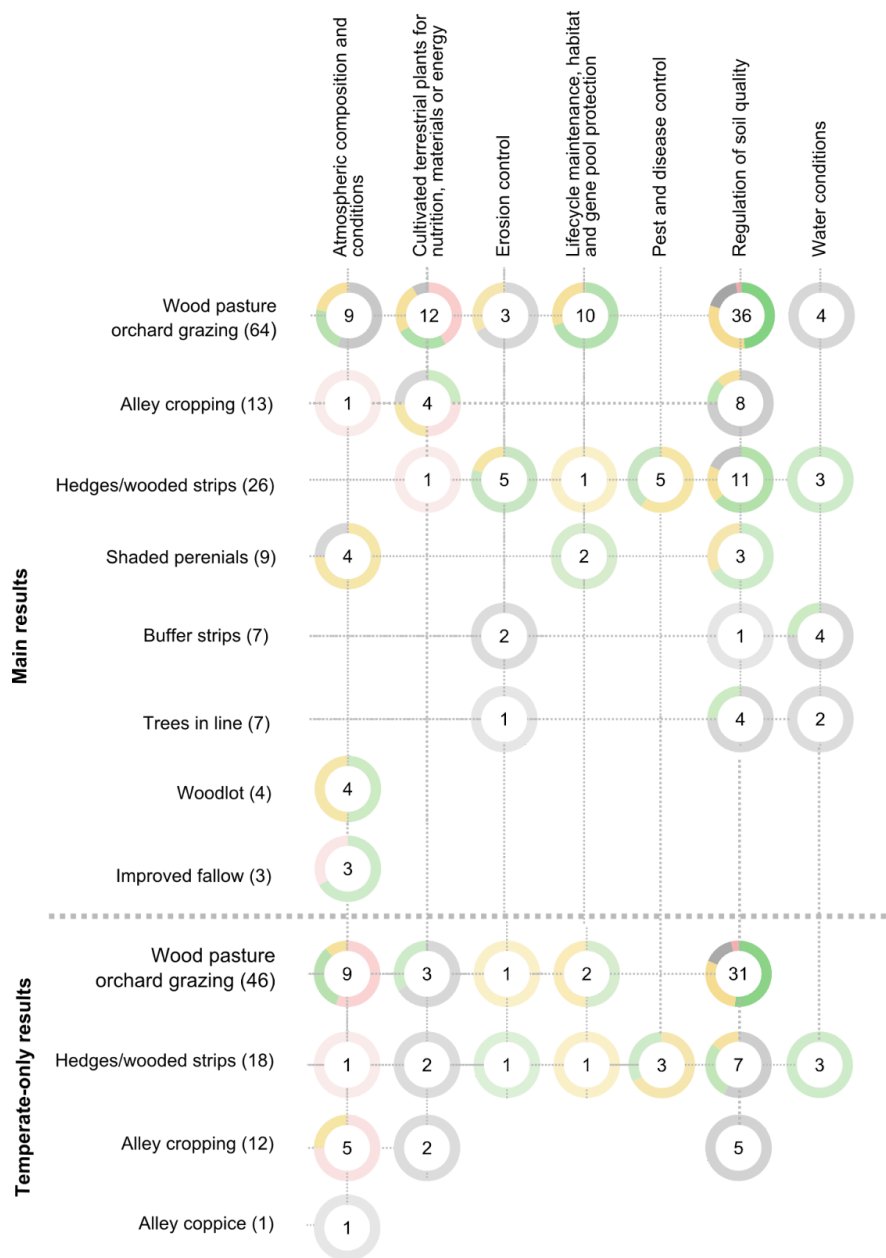 Atmospheric composition and
conditions
Cultivated terrestrial plants for
nutrition, materials or energy
Erosion control
Lifecycle maintenance, habitat
and gene pool protection
Pest and disease control
Regulation of soil quality
Water conditions
Main results
Wood pasture
orchard grazing (64)
9 12 3 10 36 4
Alley cropping (13)
1 4 8
Hedges/wooded strips (26)
1 5 1 5 11 3
Shaded perenials (9)
4 2 3
Buffer strips (7)
2 1 4
Trees in line (7)
1 4 2
Woodlot (4)
4
Improved fallow (3)
3
Temperate-only results
Wood pasture
orchard grazing (46)
9 3 1 2 31
Hedges/wooded strips (18)
1 2 1 1 3 7 3
Alley cropping (12)
5 2 5
Alley coppice (1)
1